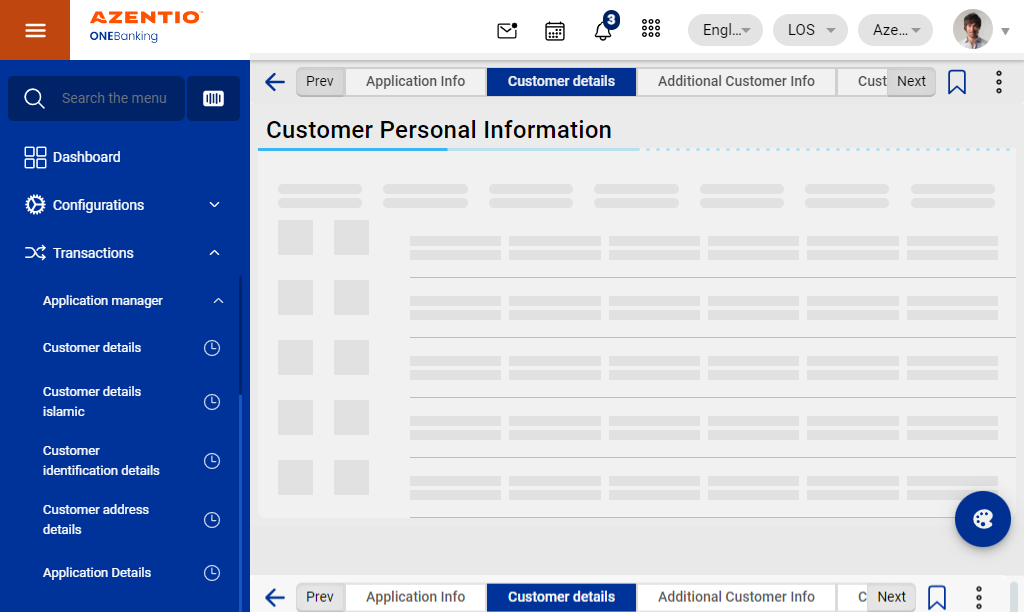 AZENTIO
ONEBanking
3
Engl...
LOS
Aze...
Search the menu
Dashboard
Configurations
Transactions
Application manager
Customer details
Customer details
islamic
Customer
identification details
Customer address
details
Application Details
Prev
Application Info
Customer details
Additional Customer Info
Cust
Next
Customer Personal Information
Prev
Application Info
Customer details
Additional Customer Info
C
Next